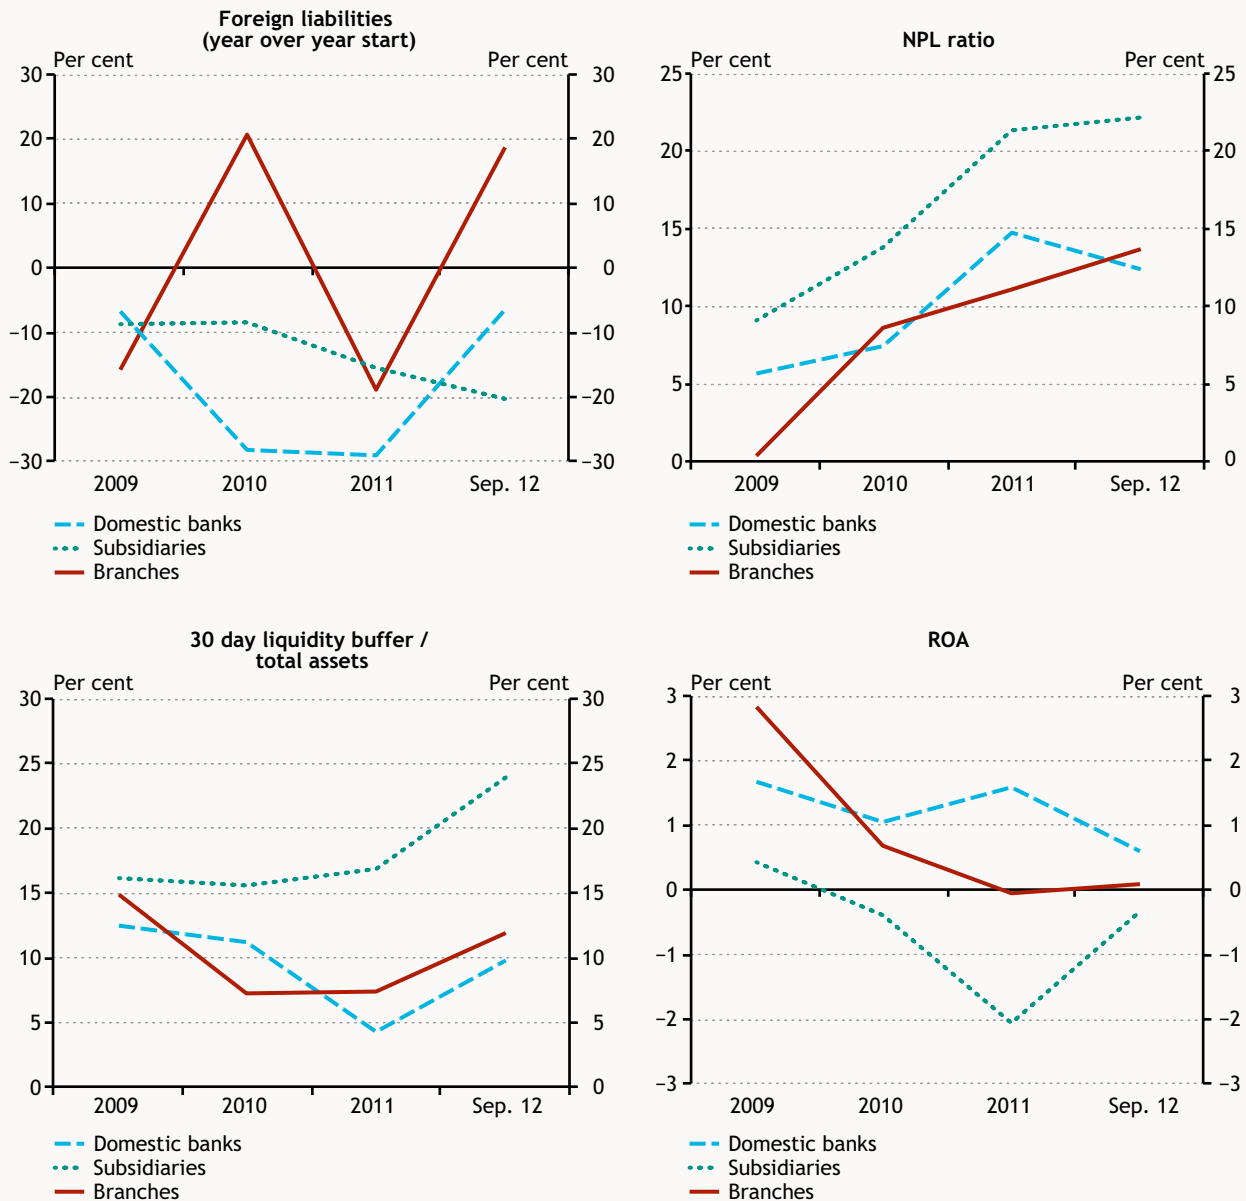 Foreign liabilities
(year over year start)
Per cent Per cent
30 30
20 20
10 10
0 0
−10 −10
−20 −20
−30 −30
2009 2010 2011 Sep. 12
Domestic banks
Subsidiaries
Branches
NPL ratio
Per cent Per cent
25 25
20 20
15 15
10 10
5 5
0 0
2009 2010 2011 Sep. 12
Domestic banks
Subsidiaries
Branches
30 day liquidity buffer /
total assets
Per cent Per cent
30 30
25 25
20 20
15 15
10 10
5 5
0 0
2009 2010 2011 Sep. 12
Domestic banks
Subsidiaries
Branches
ROA
Per cent Per cent
3 3
2 2
1 1
0 0
−1 −1
−2 −2
−3 −3
2009 2010 2011 Sep. 12
Domestic banks
Subsidiaries
Branches